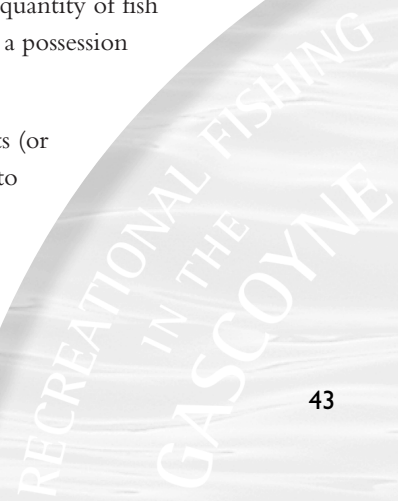 quantity of fish
a possession
s (or
to
RECREATIONAL FISHING
IN THE
GASCOYNE
43